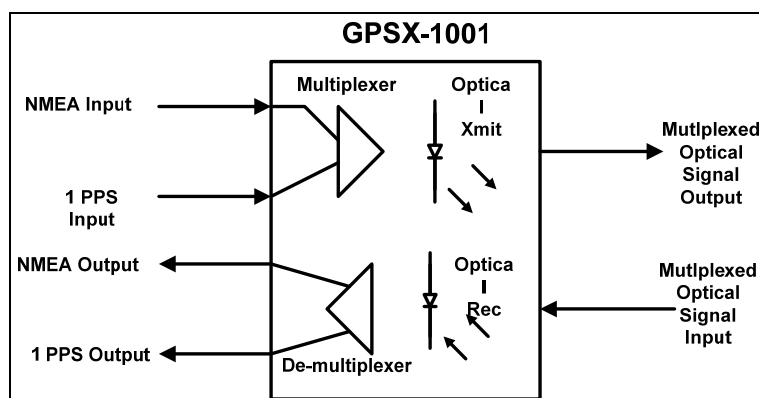 GPSX-1001
Multiplexer
Optica
l
Xmit
NMEA Input
1 PPS
Input
Mutlplexed
Optical
Signal
Output
NMEA Output
1 PPS Output
De-multiplexer
Optica
l
Rec
Mutlplexed
Optical
Signal
Input